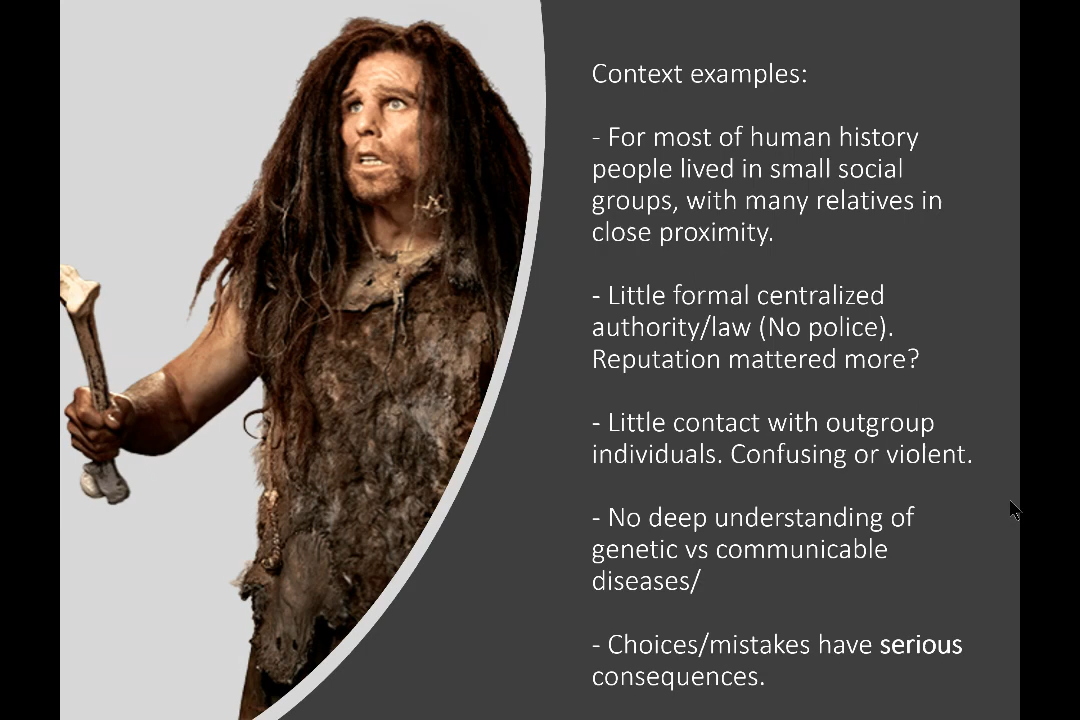 Context examples:
- For most of human history
people lived in small social
groups, with many relatives in
close proximity.
- Little formal centralized
authority/law (No police).
Reputation mattered more?
- Little contact with outgroup
individuals. Confusing or violent.
- No deep understanding of
genetic vs communicable
diseases/
- Choices/mistakes have serious
consequences.